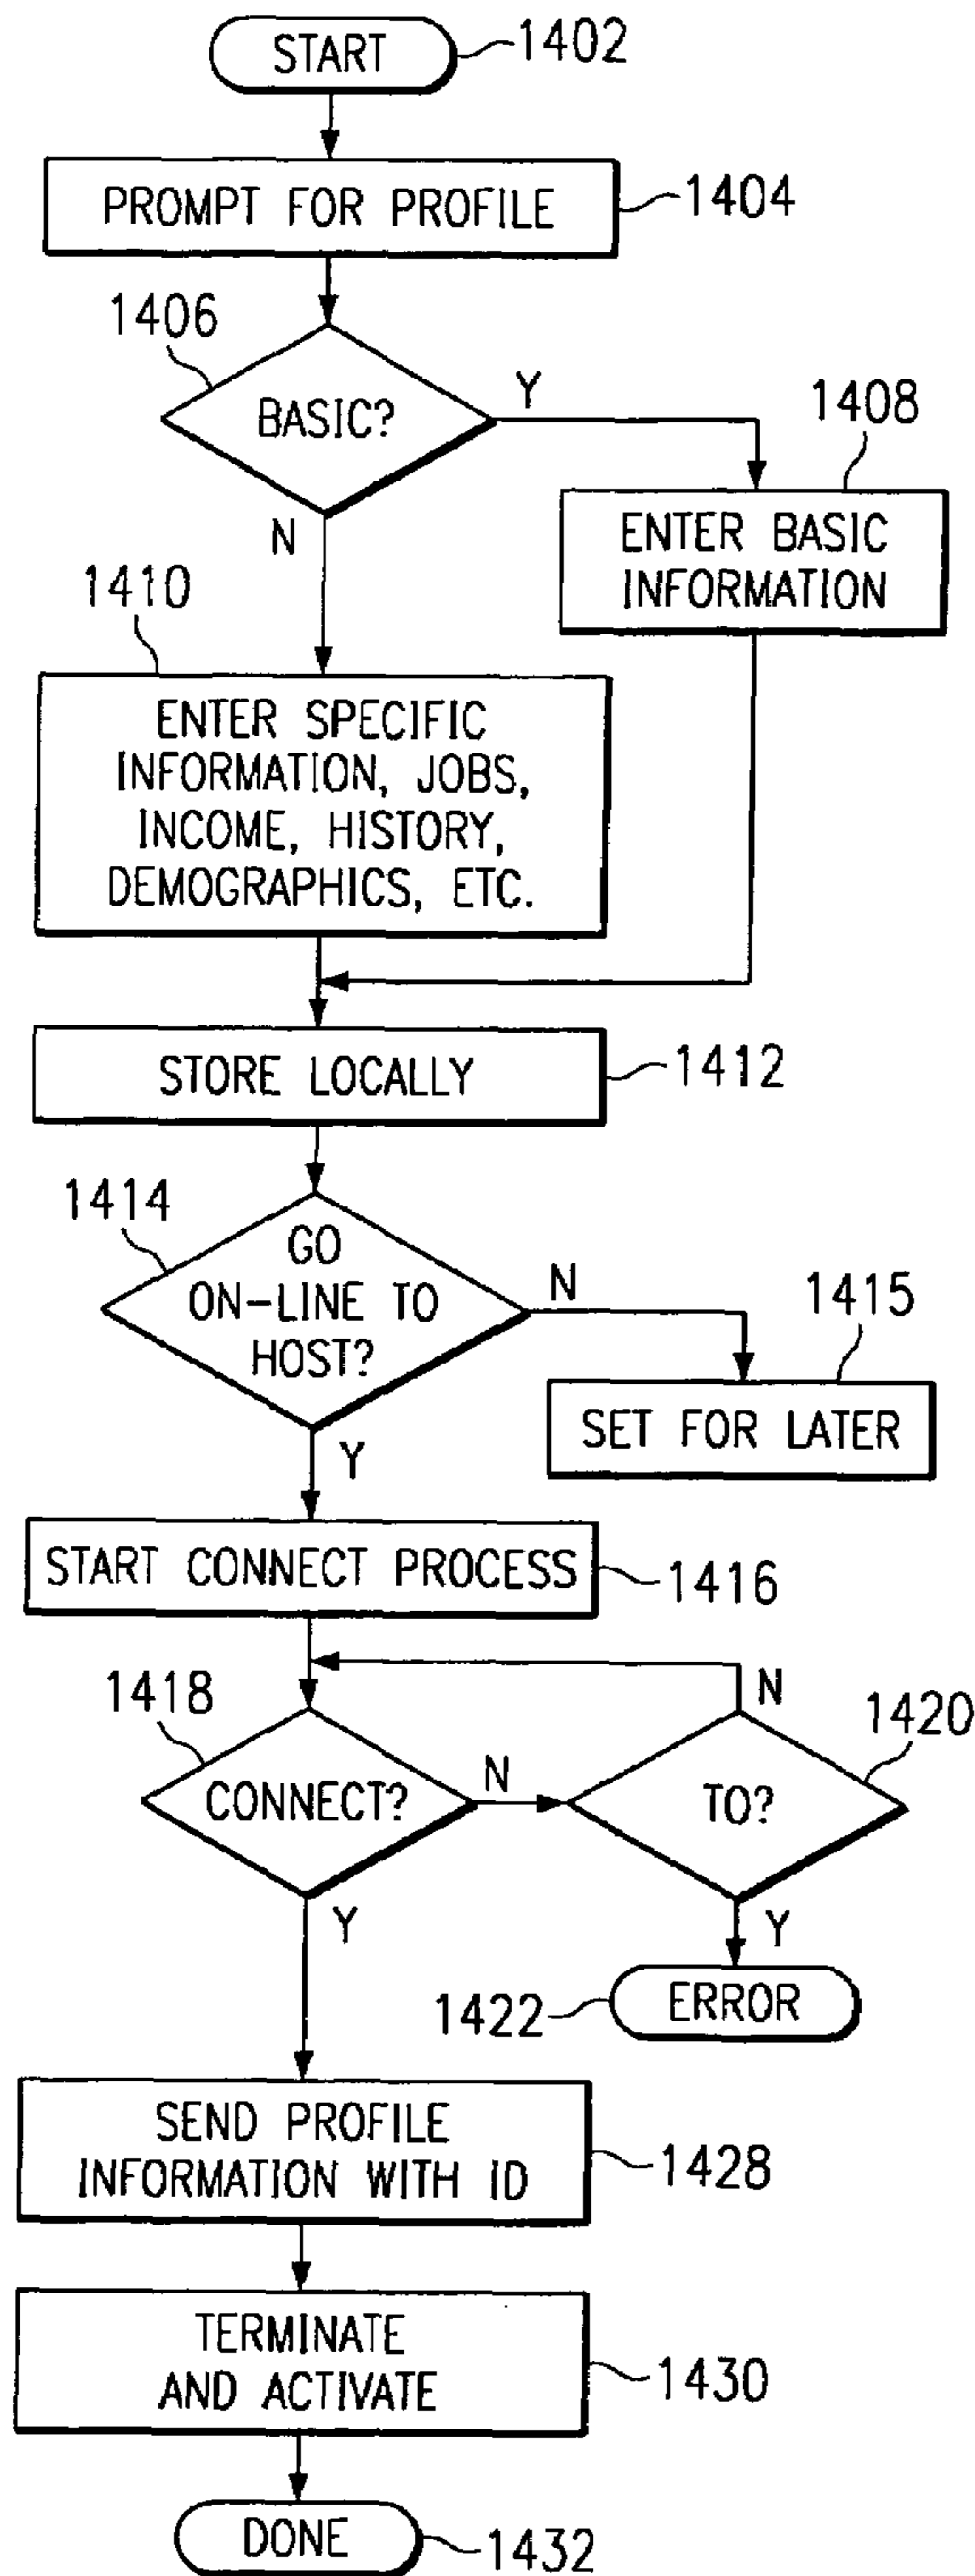 START
1402
PROMPT FOR PROFILE
1404
1406
BASIC?
Y
N
1408
ENTER BASIC
INFORMATION
1410
ENTER SPECIFIC
INFORMATION, JOBS,
INCOME, HISTORY,
DEMOGRAPHICS, ETC.
STORE LOCALLY
1412
1414
GO
ON-LINE TO
HOST?
N
Y
1415
SET FOR LATER
START CONNECT PROCESS
1416
1418
CONNECT?
N
Y
N
1420
TO?
Y
1422
ERROR
SEND PROFILE
INFORMATION WITH ID
1428
TERMINATE
AND ACTIVATE
1430
DONE
1432